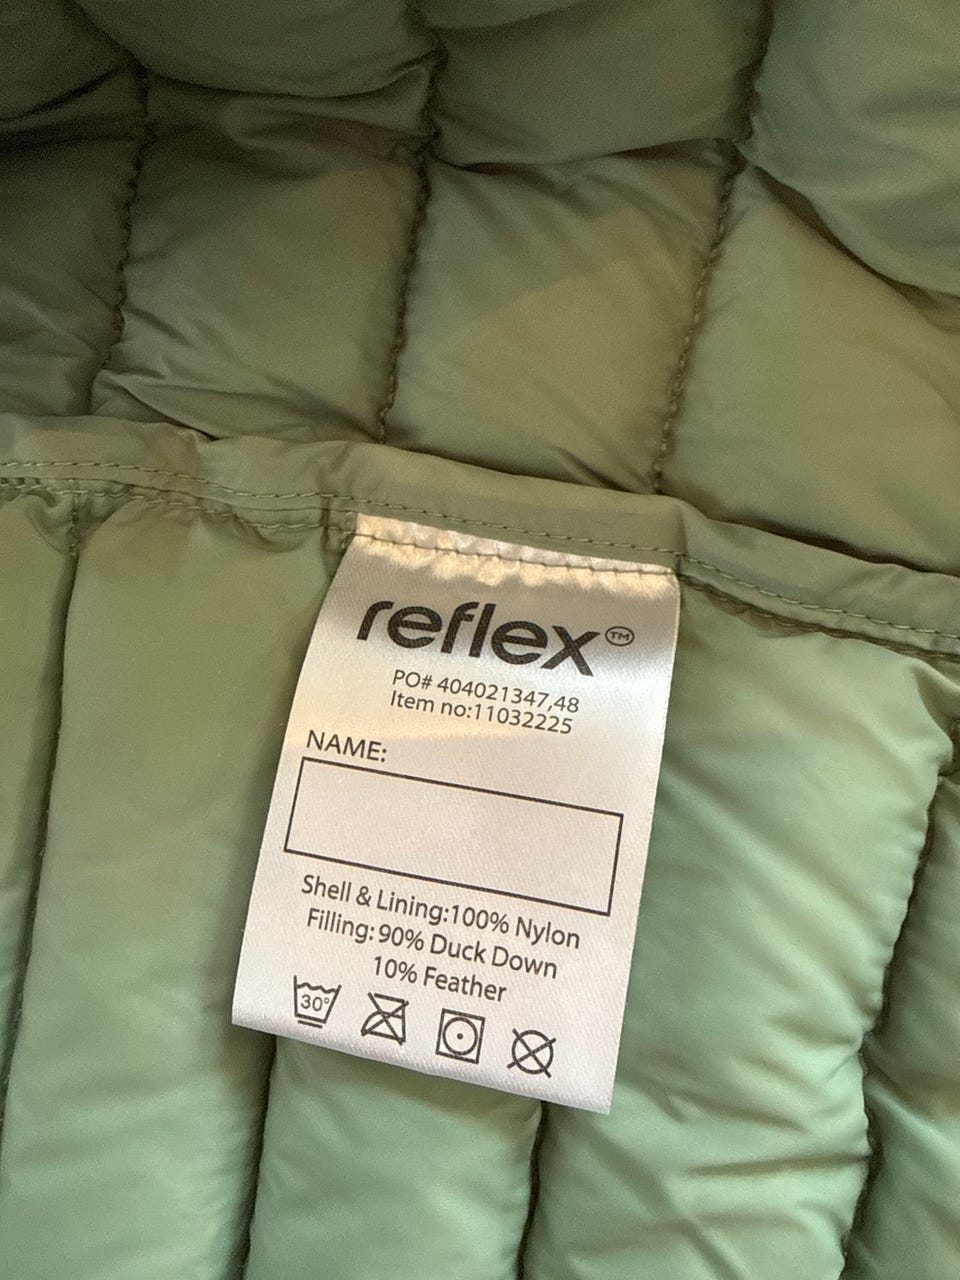 reflex™
PO# 404021347,48
Item no:11032225
NAME:
Shell & Lining:100% Nylon
Filling: 90% Duck Down
10% Feather
30°